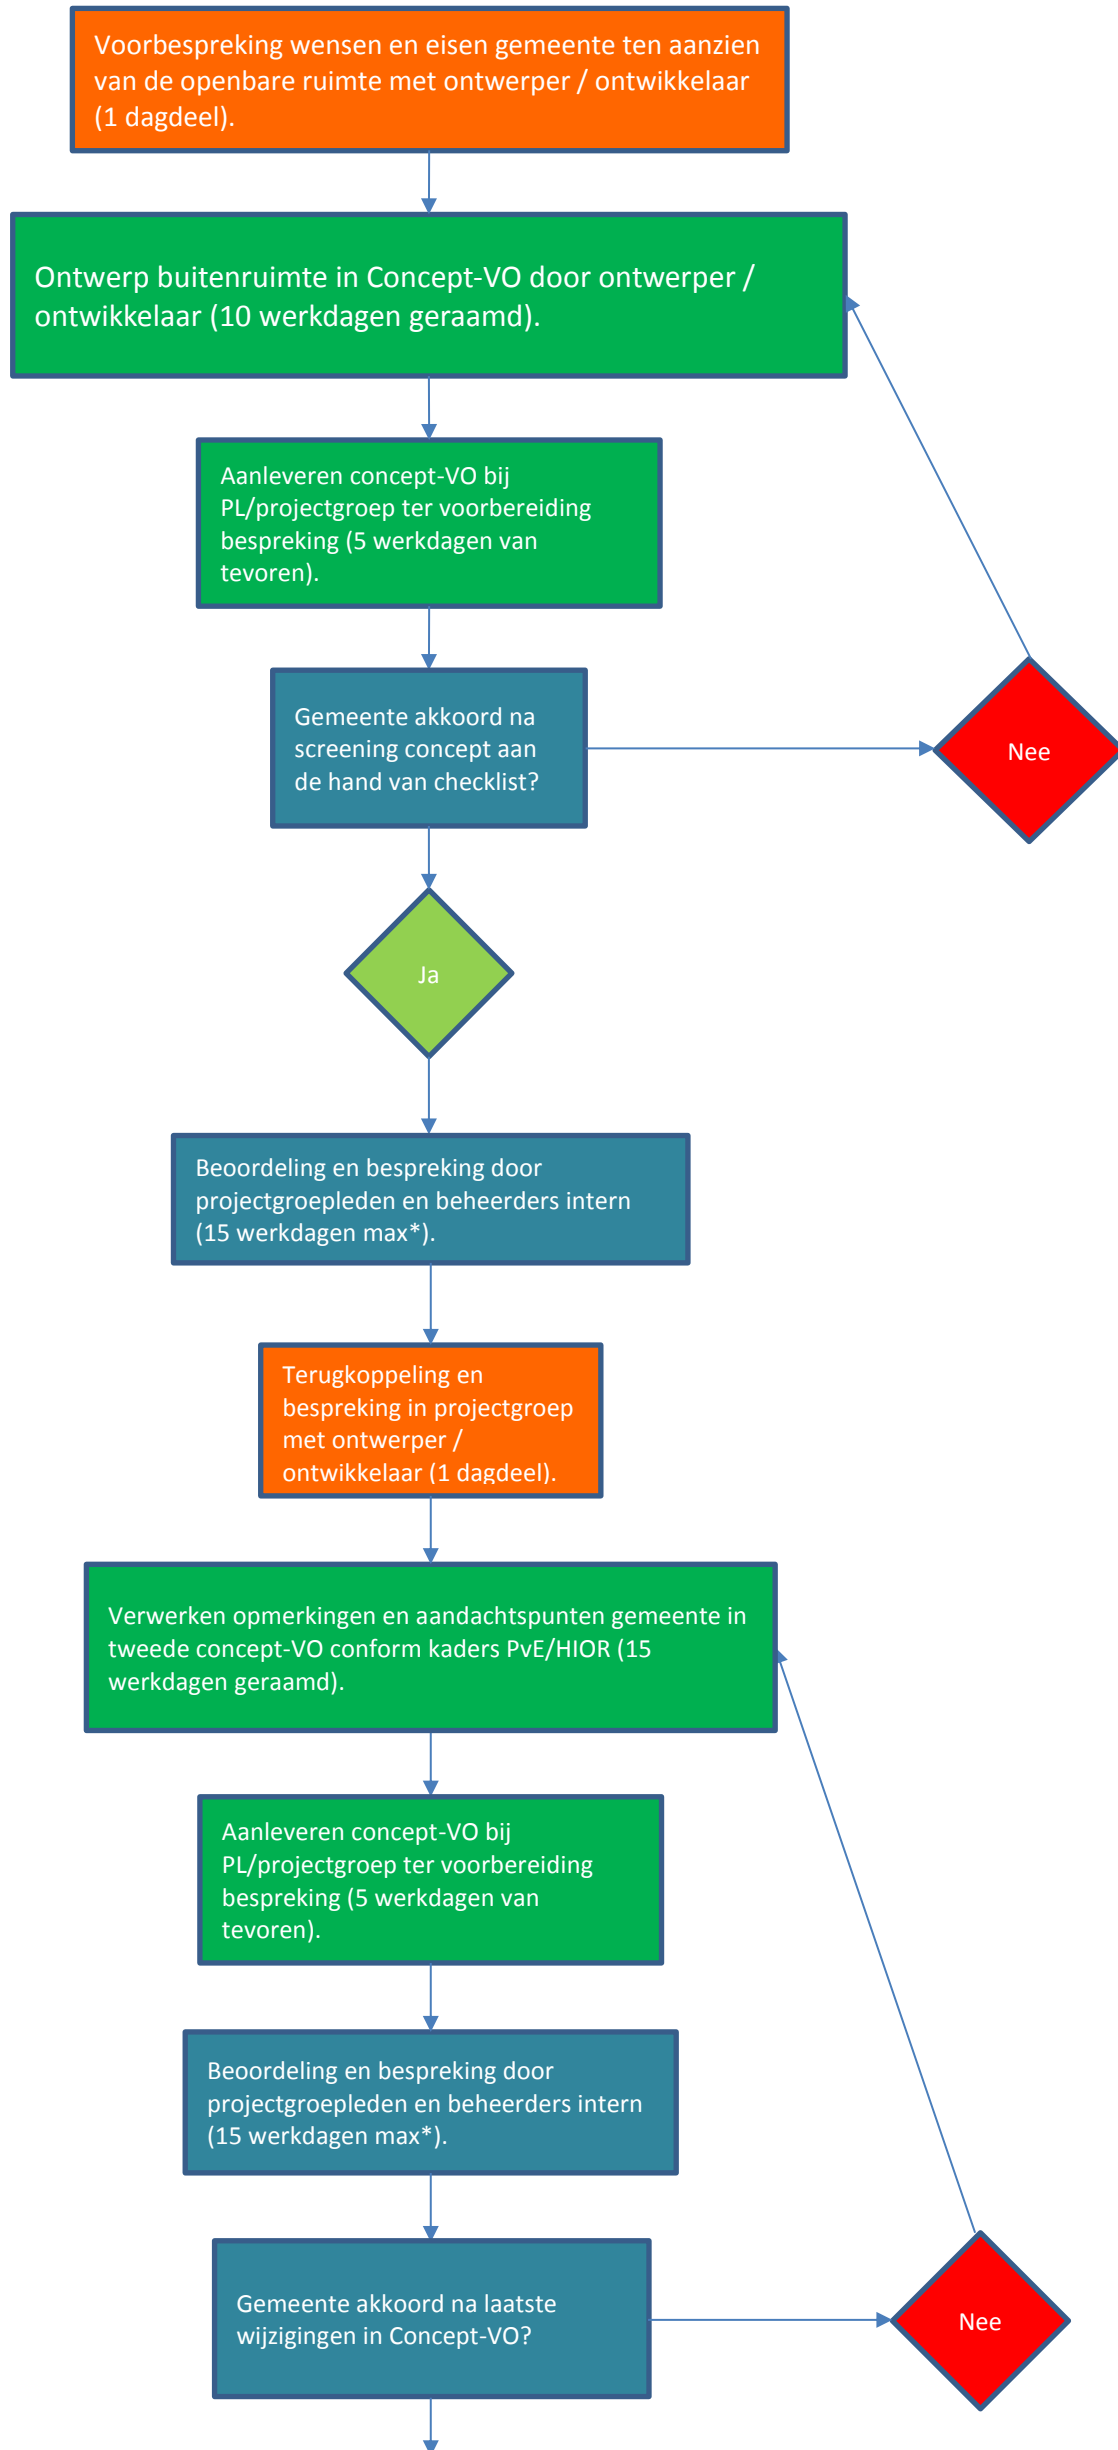 Voorbespreking wensen en eisen gemeente ten aanzien
van de openbare ruimte met ontwerper / ontwikkelaar
(1 dagdeel).
Ontwerp buitenruimte in Concept-VO door ontwerper /
ontwikkelaar (10 werkdagen geraamd).
Aanleveren concept-VO bij
PL/projectgroep ter voorbereiding
bespreking (5 werkdagen van
tevoren).
Gemeente akkoord na
screening concept aan
de hand van checklist?
Nee
Ja
Beoordeling en bespreking door
projectgroepleden en beheerders intern
(15 werkdagen max*).
Terugkoppeling en
bespreking in projectgroep
met ontwerper /
ontwikkelaar (1 dagdeel).
Verwerken opmerkingen en aandachtspunten gemeente in
tweede concept-VO conform kaders PvE/HIOR (15
werkdagen geraamd).
Aanleveren concept-VO bij
PL/projectgroep ter voorbereiding
bespreking (5 werkdagen van
tevoren).
Beoordeling en bespreking door
projectgroepleden en beheerders intern
(15 werkdagen max*).
Gemeente akkoord na laatste
wijzigingen in Concept-VO?
Nee